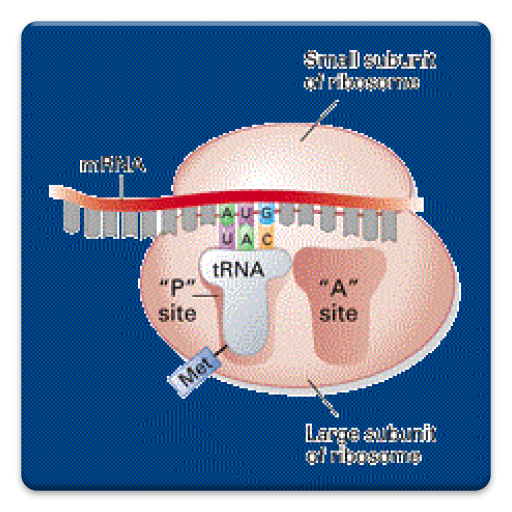 Small subunit
of ribosome
mRNA
A U G
U A C
tRNA
"P"
site
"A"
site
Met
Large subunit
of ribosome